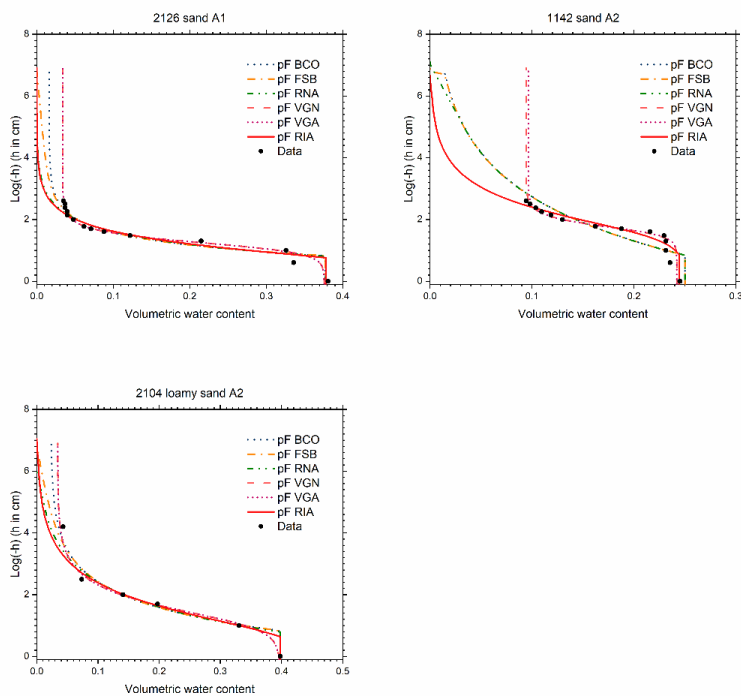 2126 sand A1
8
6
4
2
0
Log(-h) (h in cm)
pF BCO
pF FSB
pF RNA
pF VGN
pF VGA
pF RIA
Data
0.0 0.1 0.2 0.3 0.4
Volumetric water content
1142 sand A2
8
6
4
2
0
Log(-h) (h in cm)
pF BCO
pF FSB
pF RNA
pF VGN
pF VGA
pF RIA
Data
0.0 0.1 0.2 0.3
Volumetric water content
2104 loamy sand A2
8
6
4
2
0
Log(-h) (h in cm)
pF BCO
pF FSB
pF RNA
pF VGN
pF VGA
pF RIA
Data
0.0 0.1 0.2 0.3 0.4 0.5
Volumetric water content